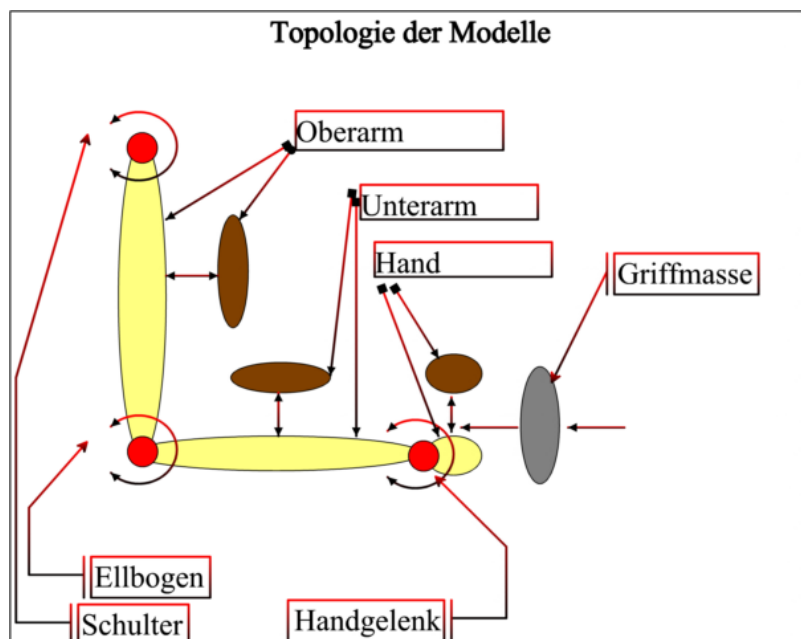 Topologie der Modelle
Oberarm
Unterarm
Hand
Griffmasse
Ellbogen
Schulter
Handgelenk